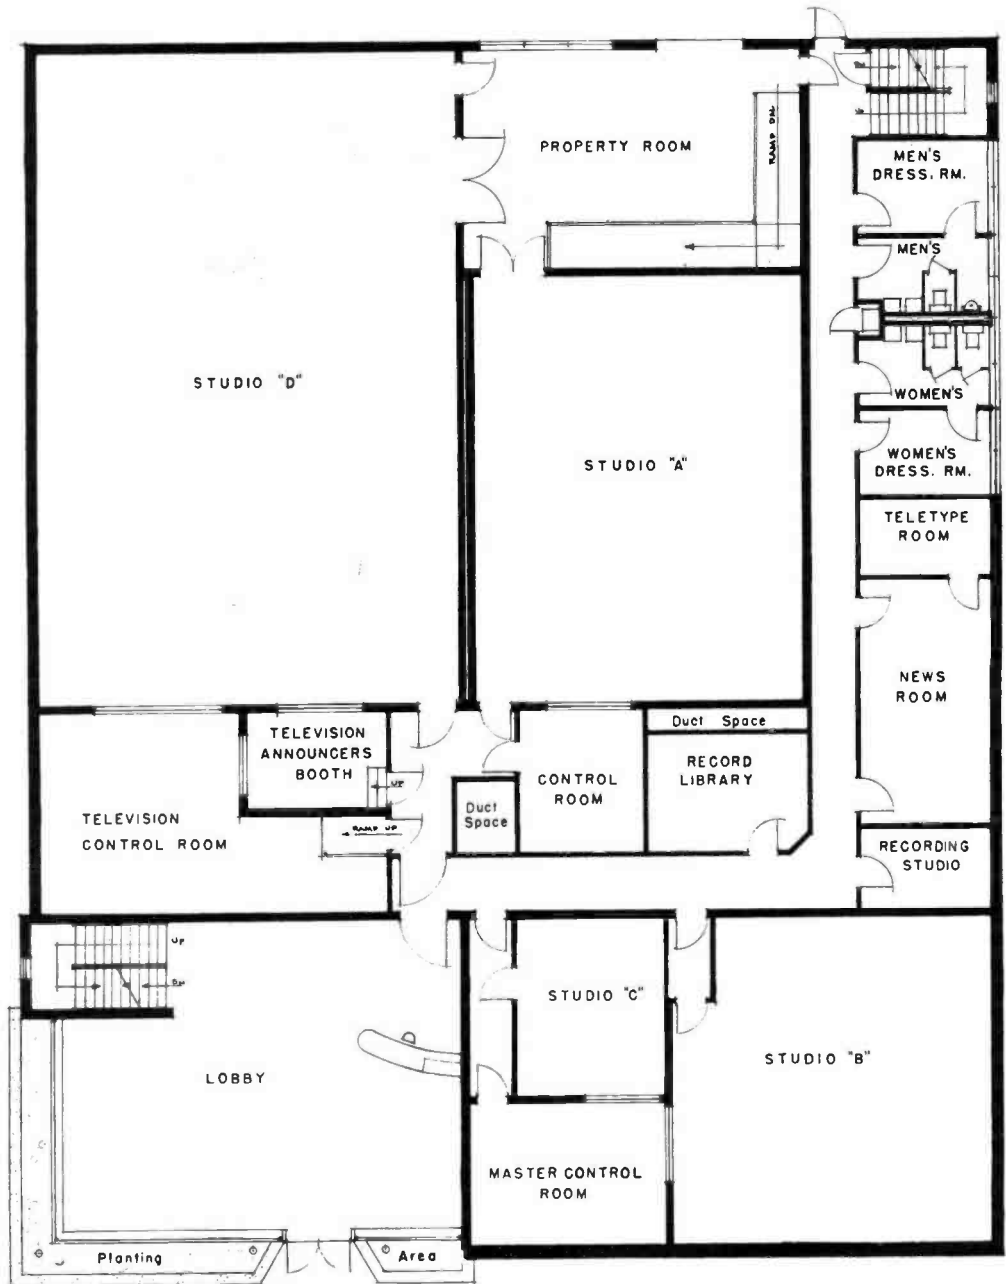 PROPERTY ROOM
RAMP DN.
MEN'S
DRESS. RM.
MEN'S
STUDIO "D"
WOMEN'S
STUDIO "A"
WOMEN'S
DRESS. RM.
TELETYPE
ROOM
NEWS
ROOM
Duct Space
TELEVISION
ANNOUNCERS
BOOTH
RECORD
LIBRARY
CONTROL
ROOM
UP
Duct
Space
TELEVISION
CONTROL ROOM
RAMP UP
RECORDING
STUDIO
UP
DN
STUDIO "C"
STUDIO "B"
LOBBY
MASTER CONTROL
ROOM
Planting
Area